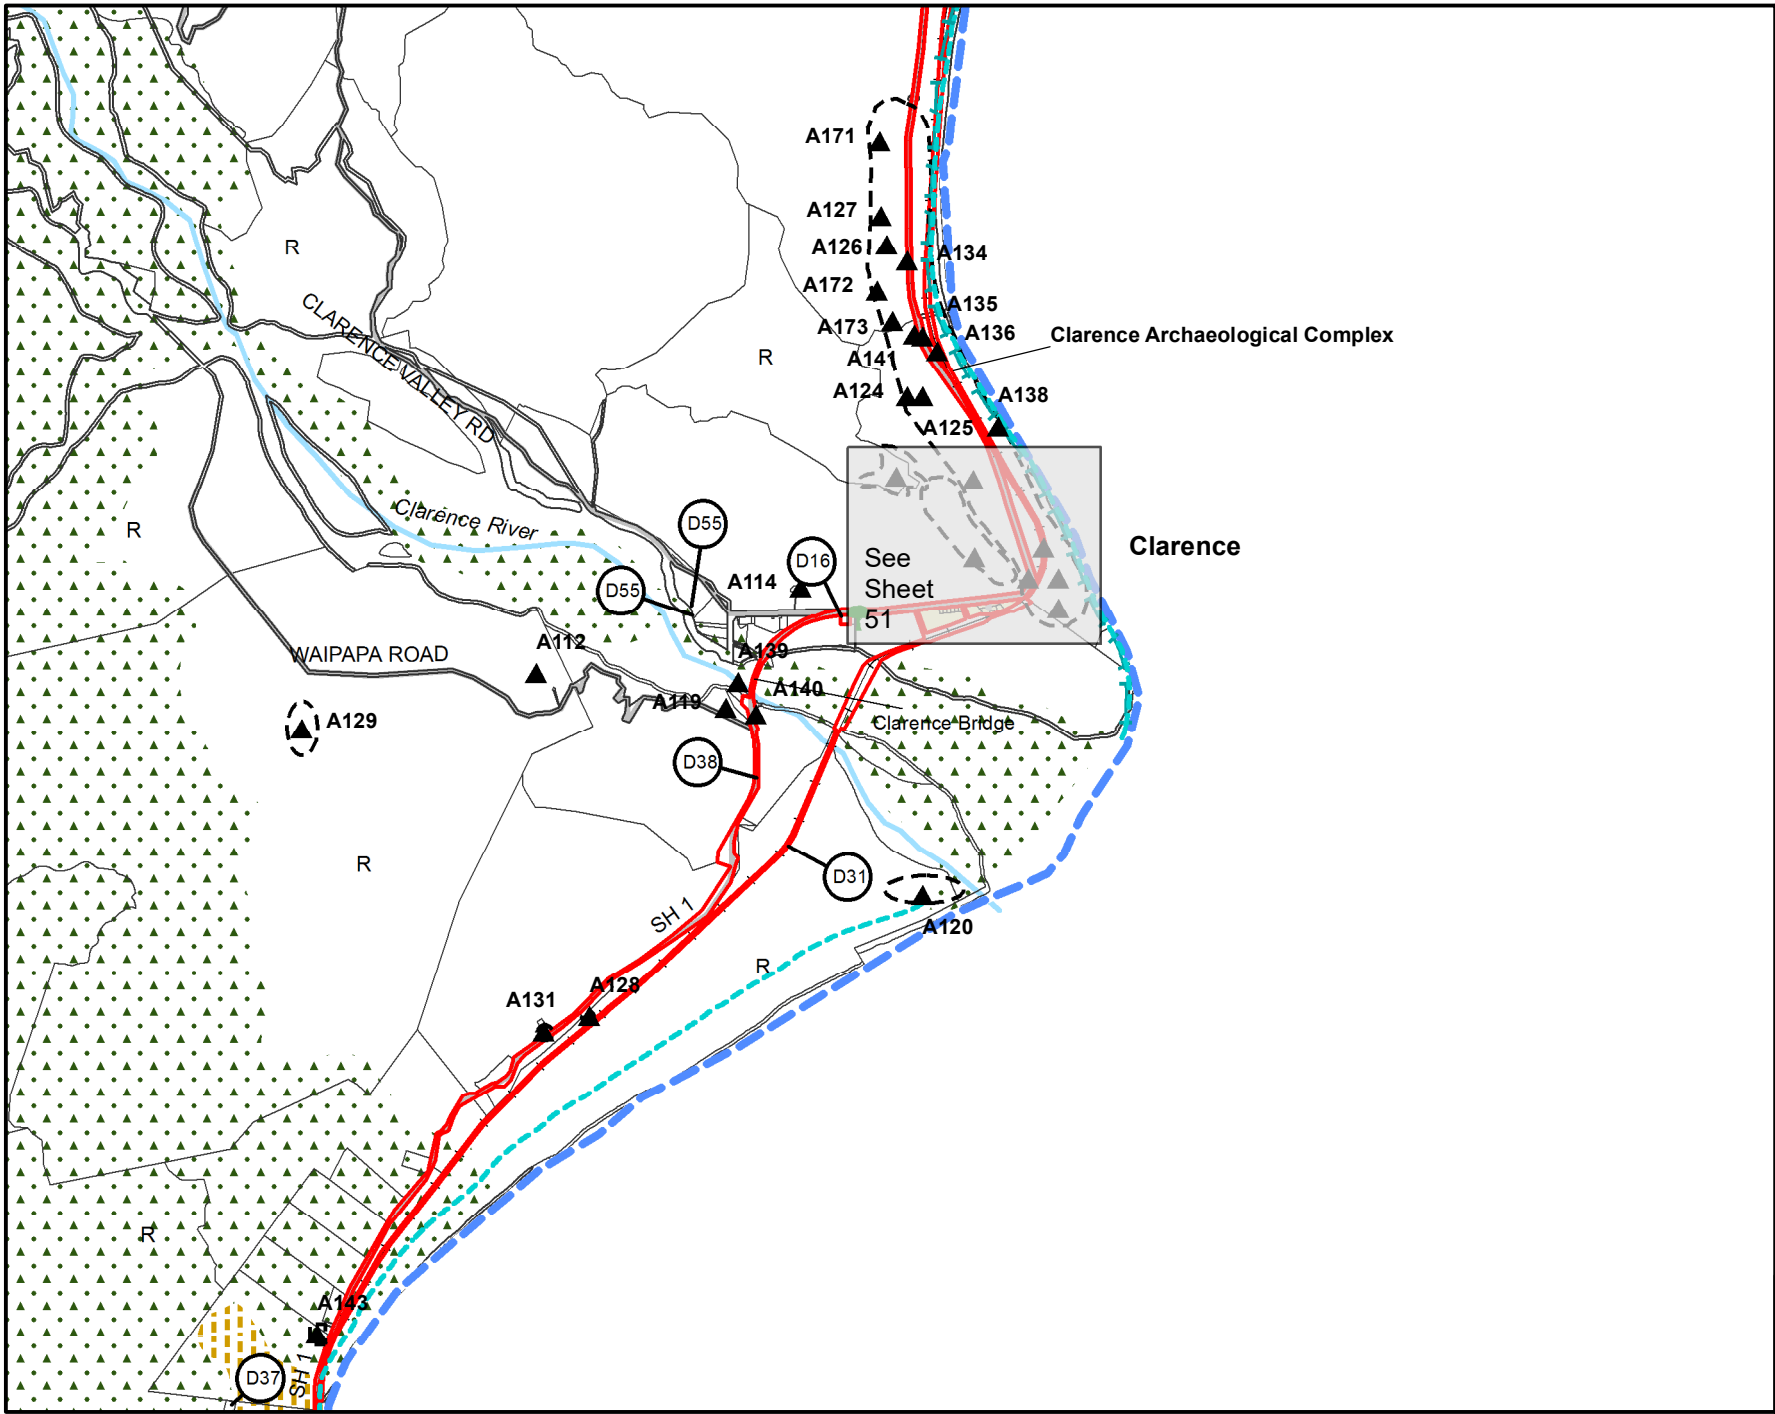 A171
A127
R
A126
A134
A172
CLARENCE VALLEY RD
A135
A173
A136
Clarence Archaeological Complex
R
A141
A124
A138
A125
Clarence River
D55
R
Clarence
D16
See
Sheet
51
A114
D55
A112
WAIPAPA ROAD
A139
A140
A119
A129
Clarence Bridge
D38
R
D31
SH 1
A120
R
A128
A131
R
A143
D37
SH 1